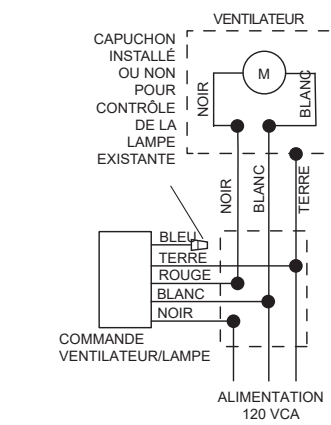 VENTILATEUR
CAPUCHON
INSTALLÉ
OU NON
POUR
CONTRÔLE
DE LA
LAMPE
EXISTANTE
M
NOIR
BLANC
NOIR
BLANC
TERRE
BLEU
TERRE
ROUGE
BLANC
NOIR
COMMANDE
VENTILATEUR/LAMPE
ALIMENTATION
120 VCA